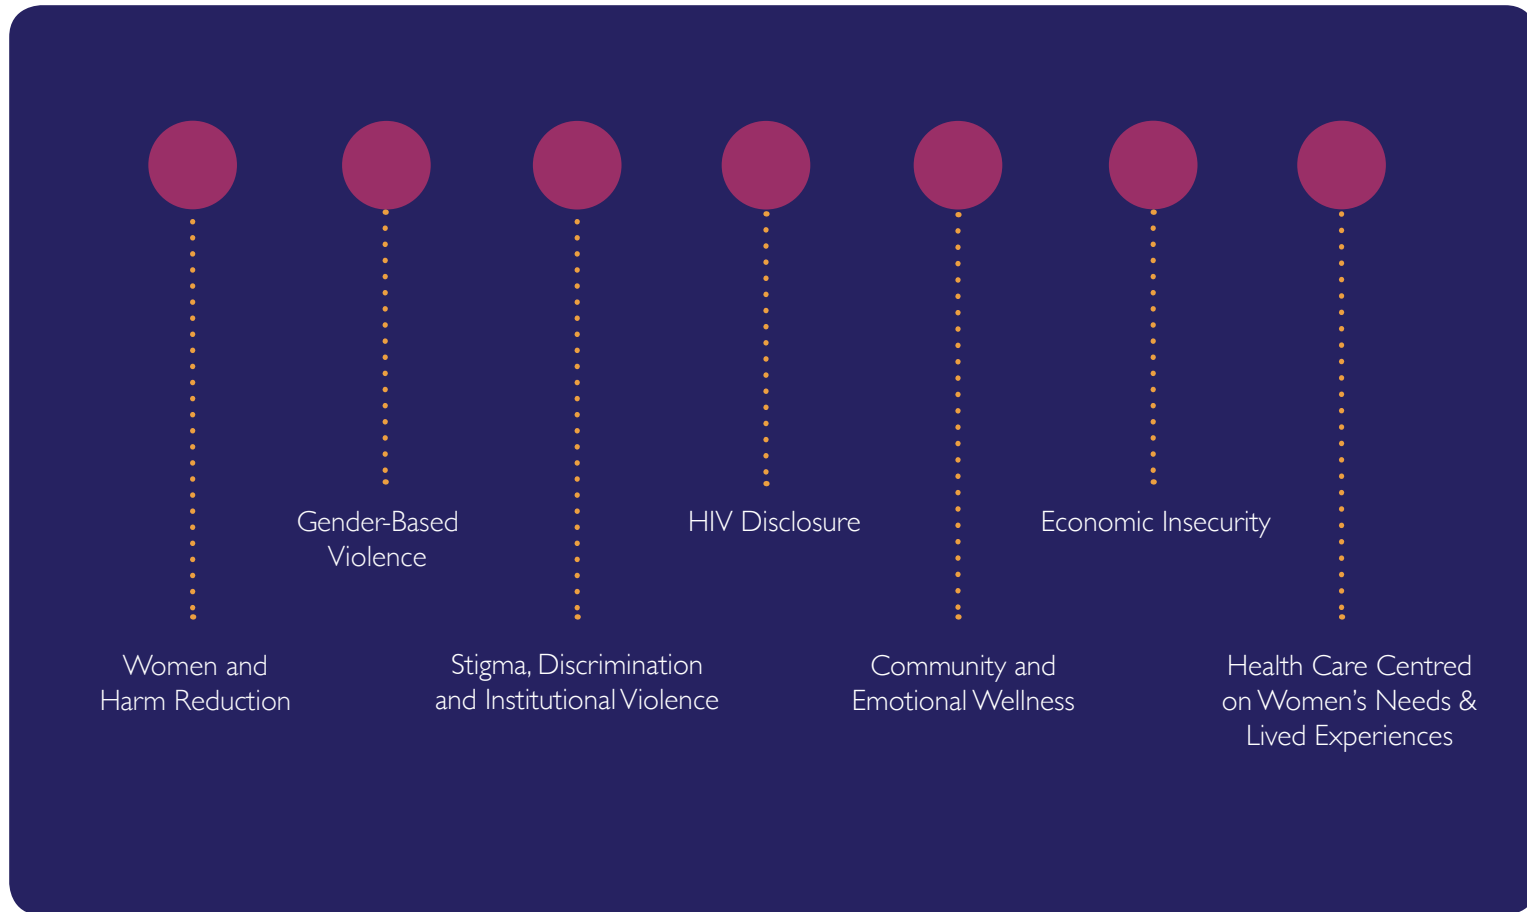 Women and
Harm Reduction
Gender-Based
Violence
Stigma, Discrimination
and Institutional Violence
HIV Disclosure
Community and
Emotional Wellness
Economic Insecurity
Health Care Centred
on Women’s Needs &
Lived Experiences